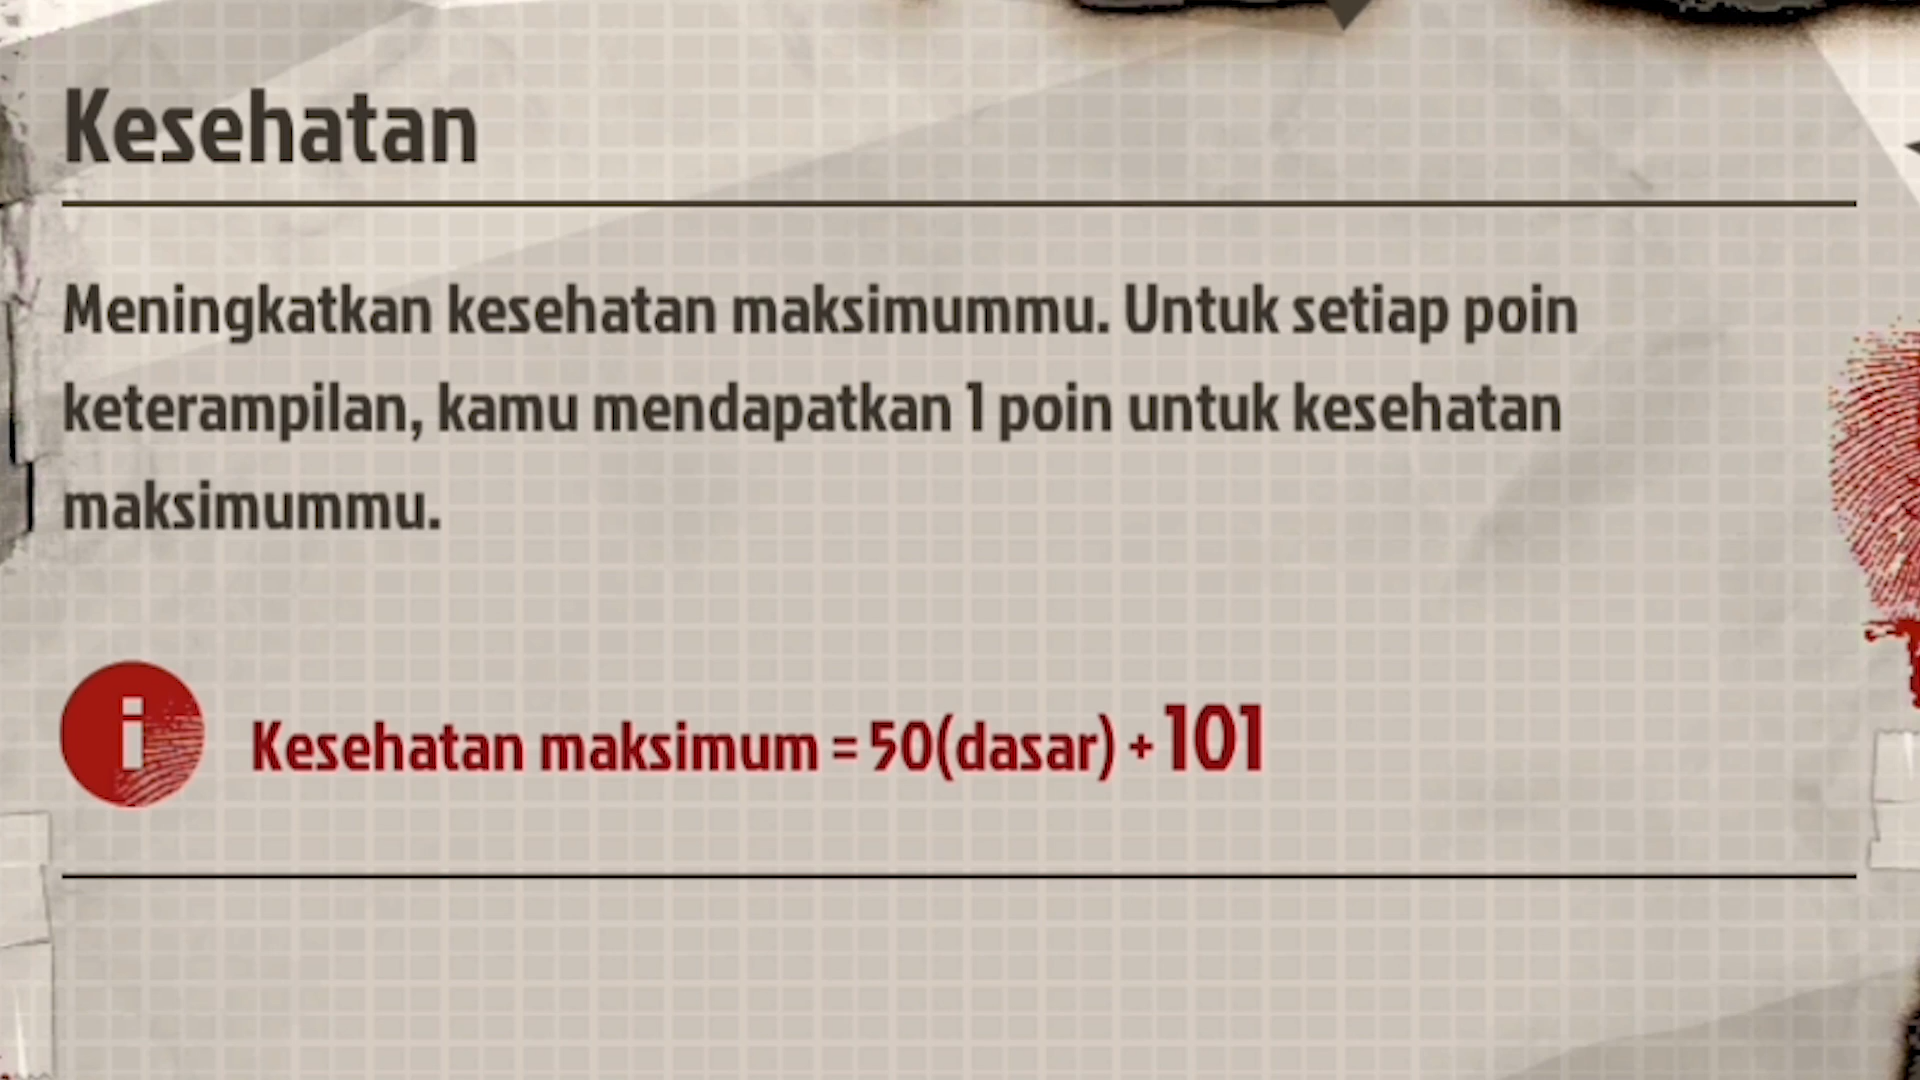 Kesehatan
Meningkatkan kesehatan maksimummu. Untuk setiap poin
keterampilan, kamu mendapatkan 1 poin untuk kesehatan
maksimummu.
i
Kesehatan maksimum = 50(dasar) + 101